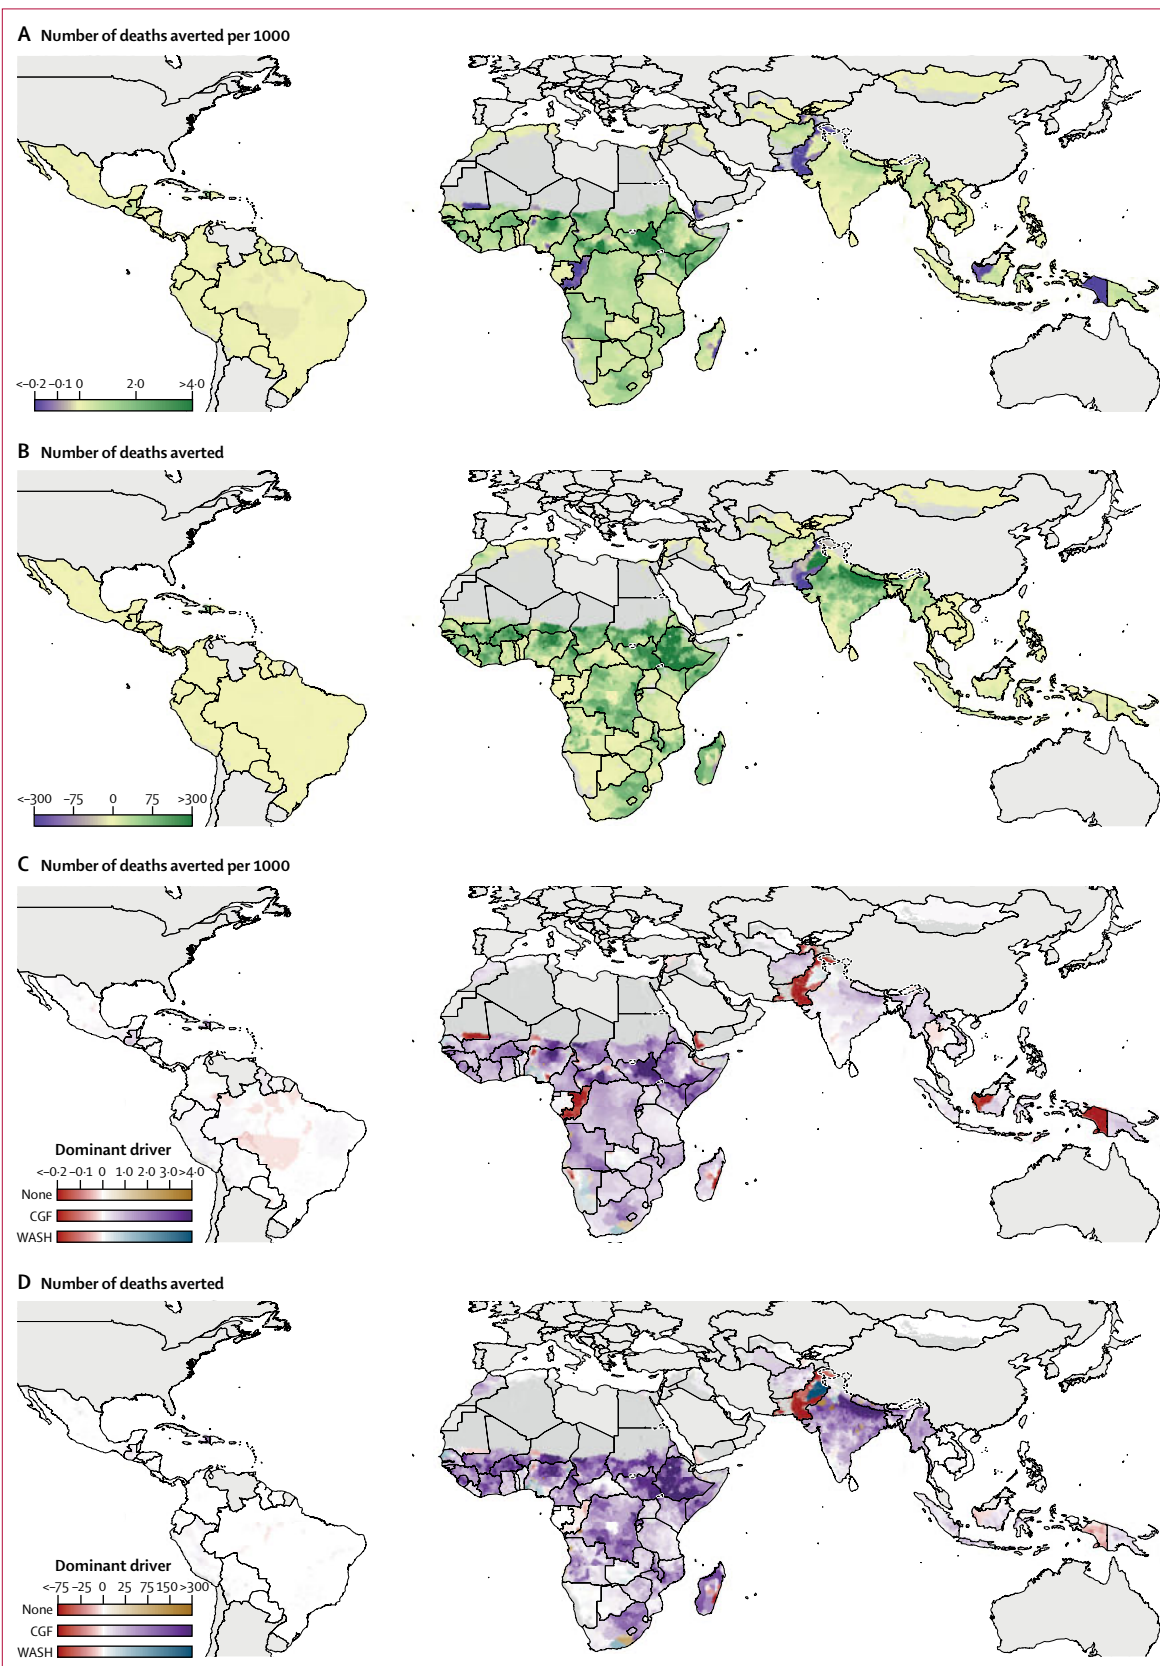 A Number of deaths averted per 1000
<–0·2 –0·1 0 2·0 >4·0
B Number of deaths averted
<–300 –75 0 75 >300
C Number of deaths averted per 1000
Dominant driver
<–0·2 –0·1 0 1·0 2·0 3·0 >4·0
None
CGF
WASH
D Number of deaths averted
Dominant driver
<–75 –25 0 25 75 150 >300
None
CGF
WASH